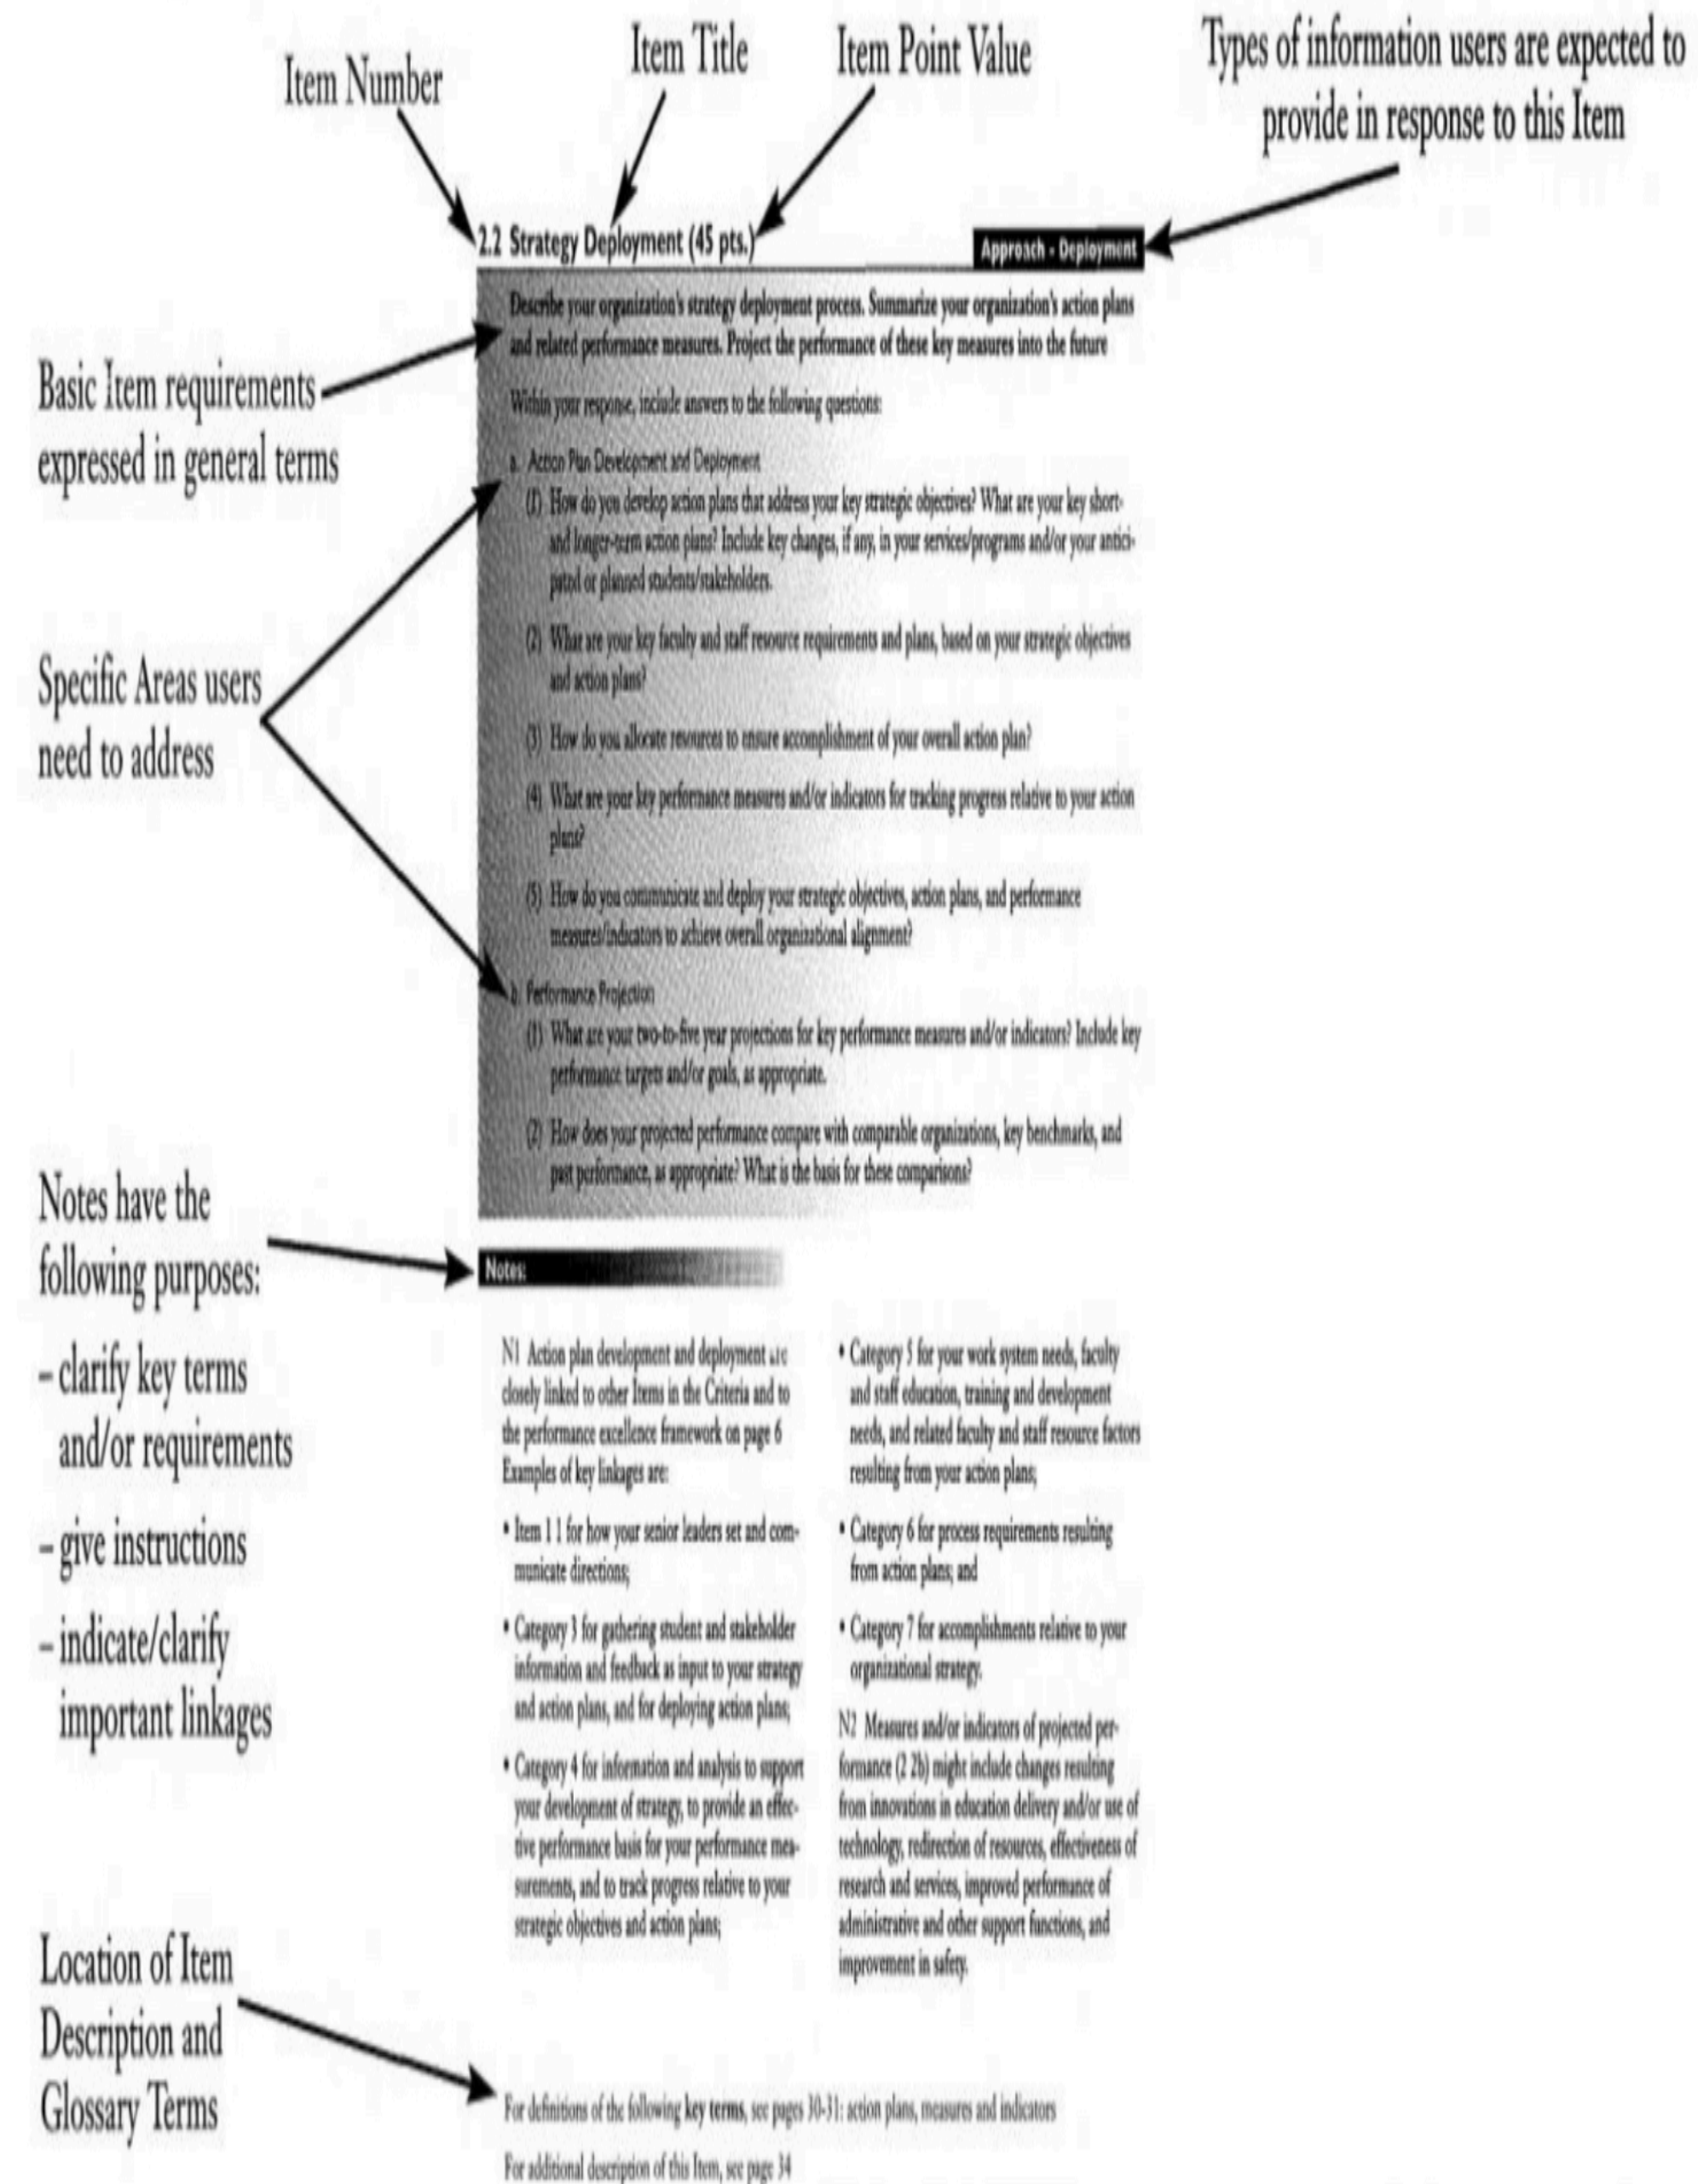 Item Number
Item Title
Item Point Value
Types of information users are expected to
provide in response to this Item
2.2 Strategy Deployment (45 pts.)
Approach - Deployment
Basic Item requirements
expressed in general terms
Describe your organization's strategy deployment process. Summarize your organization's action plans
and related performance measures. Project the performance of these key measures into the future
Within your response, include answers to the following questions:
Specific Areas users
need to address
a. Action Plan Development and Deployment
(1) How do you develop action plans that address your key strategic objectives? What are your key short-
and longer-term action plans? Include key changes, if any, in your services/programs and/or your antici-
pated or planned students/stakeholders.
(2) What are your key faculty and staff resource requirements and plans, based on your strategic objectives
and action plans?
(3) How do you allocate resources to ensure accomplishment of your overall action plan?
(4) What are your key performance measures and/or indicators for tracking progress relative to your action
plans?
(5) How do you communicate and deploy your strategic objectives, action plans, and performance
measures/indicators to achieve overall organizational alignment?
b. Performance Projection
(1) What are your two-to-five year projections for key performance measures and/or indicators? Include key
performance targets and/or goals, as appropriate.
(2) How does your projected performance compare with comparable organizations, key benchmarks, and
past performance, as appropriate? What is the basis for these comparisons?
Notes have the
following purposes:
– clarify key terms
and/or requirements
– give instructions
– indicate/clarify
important linkages
Notes:
N1 Action plan development and deployment are
closely linked to other Items in the Criteria and to
the performance excellence framework on page 6
Examples of key linkages are:
• Item 1 1 for how your senior leaders set and com-
municate directions;
• Category 3 for gathering student and stakeholder
information and feedback as input to your strategy
and action plans, and for deploying action plans;
• Category 4 for information and analysis to support
your development of strategy, to provide an effec-
tive performance basis for your performance mea-
surements, and to track progress relative to your
strategic objectives and action plans;
• Category 5 for your work system needs, faculty
and staff education, training and development
needs, and related faculty and staff resource factors
resulting from your action plans;
• Category 6 for process requirements resulting
from action plans; and
• Category 7 for accomplishments relative to your
organizational strategy.
N2 Measures and/or indicators of projected per-
formance (2 2b) might include changes resulting
from innovations in education delivery and/or use of
technology, redirection of resources, effectiveness of
research and services, improved performance of
administrative and other support functions, and
improvement in safety.
Location of Item
Description and
Glossary Terms
For definitions of the following key terms, see pages 30-31: action plans, measures and indicators
For additional description of this Item, see page 34